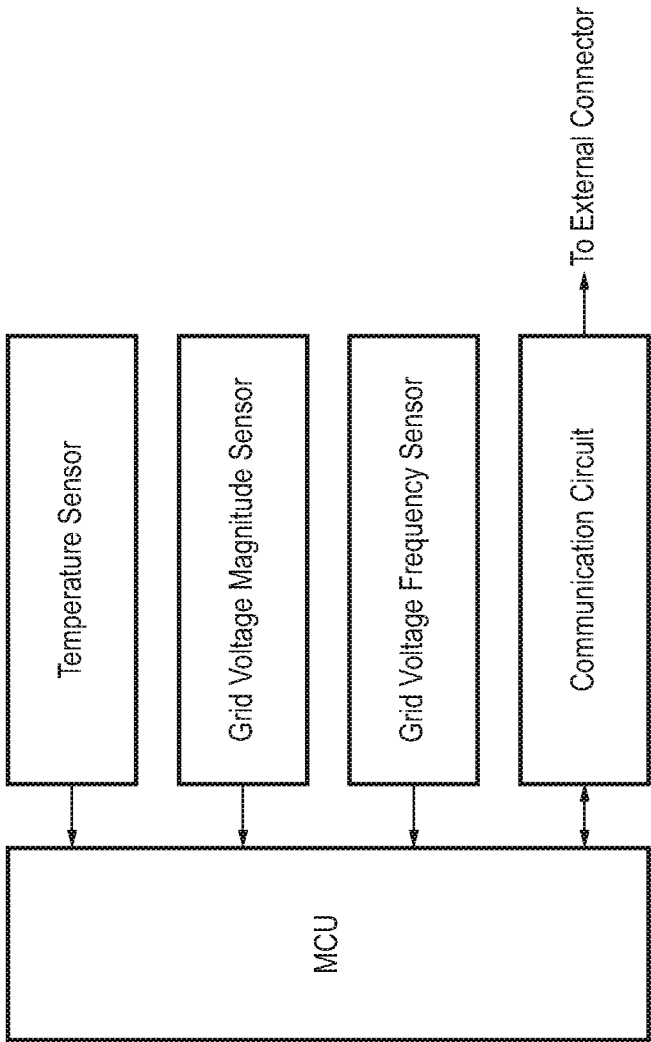 MCU
Temperature Sensor
Grid Voltage Magnitude Sensor
Grid Voltage Frequency Sensor
Communication Circuit
To External Connector